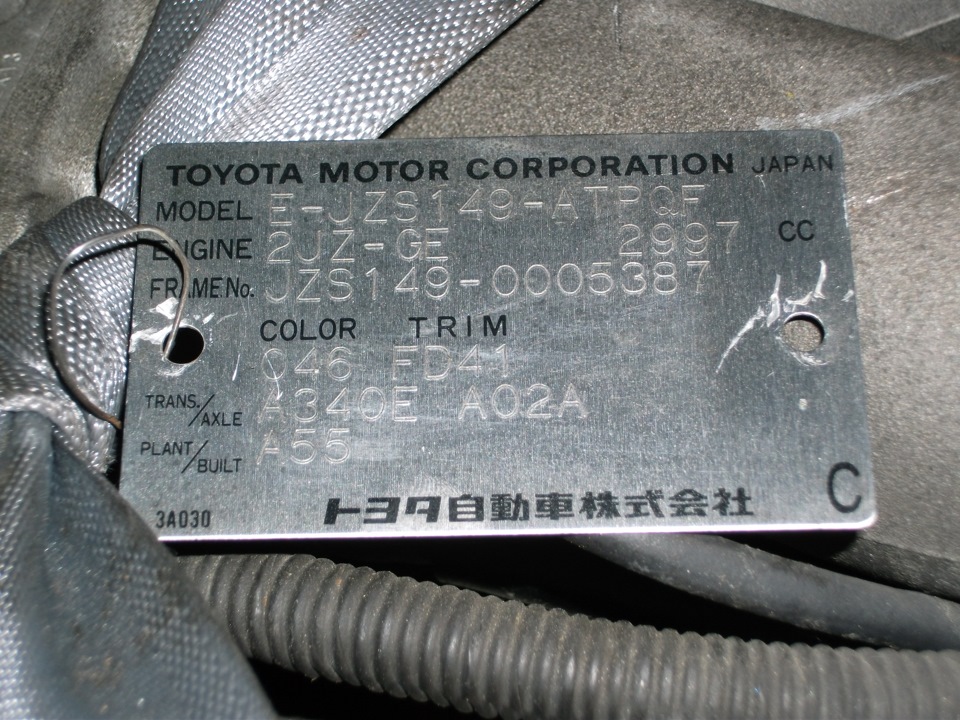 TOYOTA MOTOR CORPORATION JAPAN
MODEL E-JZS149-ATPQF
ENGINE 2JZ-GE 2997 CC
FRAME No. JZS149-0005387
COLOR TRIM
046 FD41
TRANS./AXLE A340E A02A
PLANT/BUILT A55
C
3A030 トヨタ自動車株式会社